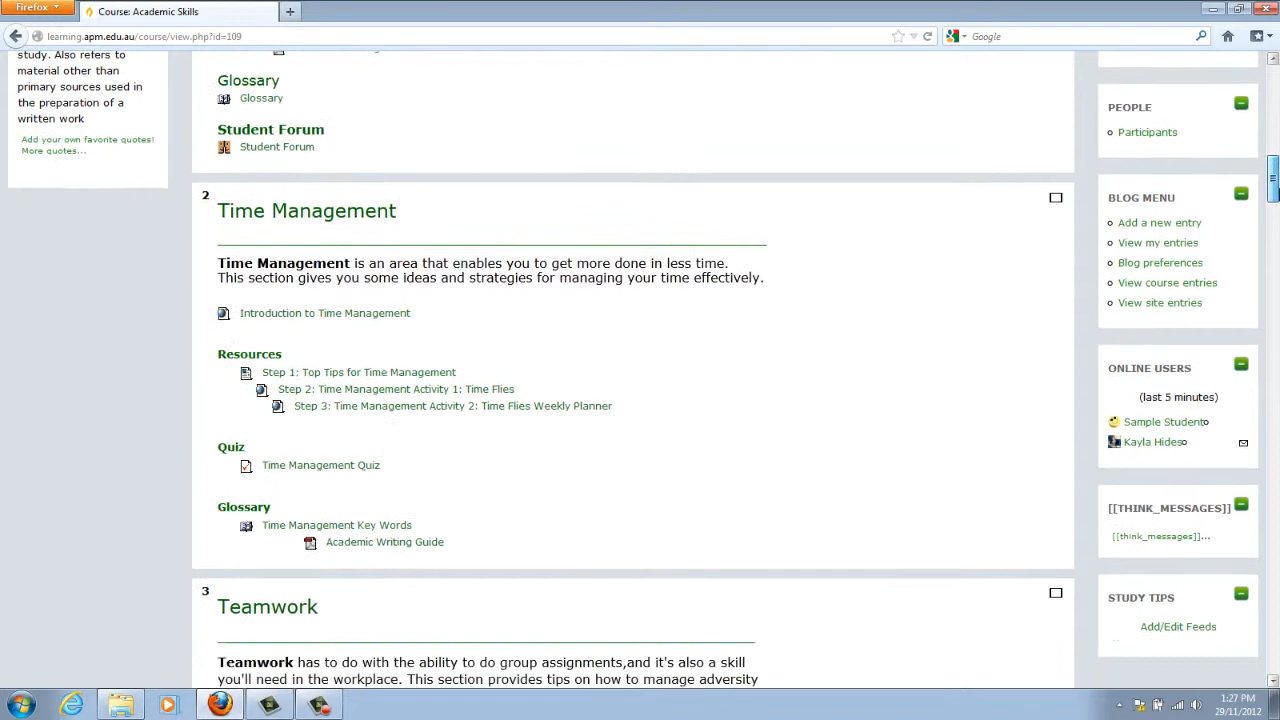 Firefox
Course: Academic Skills
learning.apm.edu.au/course/view.php?id=109
Google
study. Also refers to
material other than
primary sources used in
the preparation of a
written work
Add your own favorite quotes!
More quotes...
Glossary
Glossary
Student Forum
Student Forum
2
Time Management
Time Management is an area that enables you to get more done in less time.
This section gives you some ideas and strategies for managing your time effectively.
Introduction to Time Management
Resources
Step 1: Top Tips for Time Management
Step 2: Time Management Activity 1: Time Flies
Step 3: Time Management Activity 2: Time Flies Weekly Planner
Quiz
Time Management Quiz
Glossary
Time Management Key Words
Academic Writing Guide
3
Teamwork
Teamwork has to do with the ability to do group assignments,and it's also a skill
you'll need in the workplace. This section provides tips on how to manage adversity
PEOPLE
Participants
BLOG MENU
Add a new entry
View my entries
Blog preferences
View course entries
View site entries
ONLINE USERS
(last 5 minutes)
Sample Student
Kayla Hides
[[THINK_MESSAGES]]
[[think_messages]]...
STUDY TIPS
Add/Edit Feeds
1:27 PM
29/11/2012